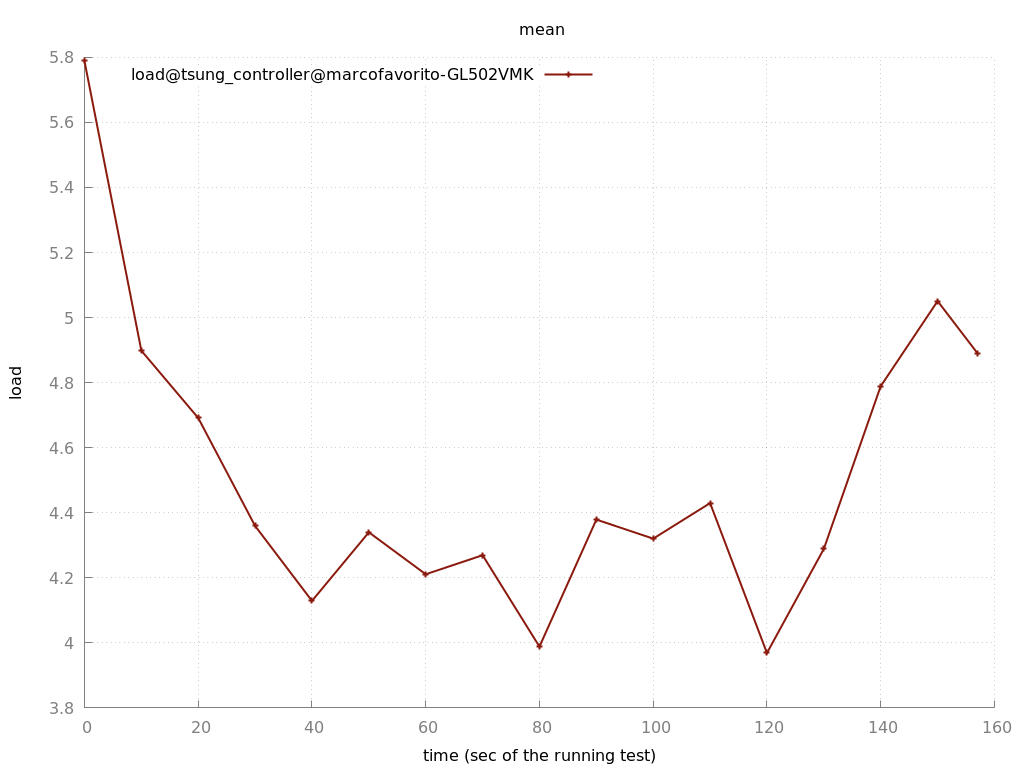 mean
load@tsung_controller@marcofavorito-GL502VMK
5.8
5.6
5.4
5.2
5
4.8
4.6
4.4
4.2
4
3.8
load
0 20 40 60 80 100 120 140 160
time (sec of the running test)